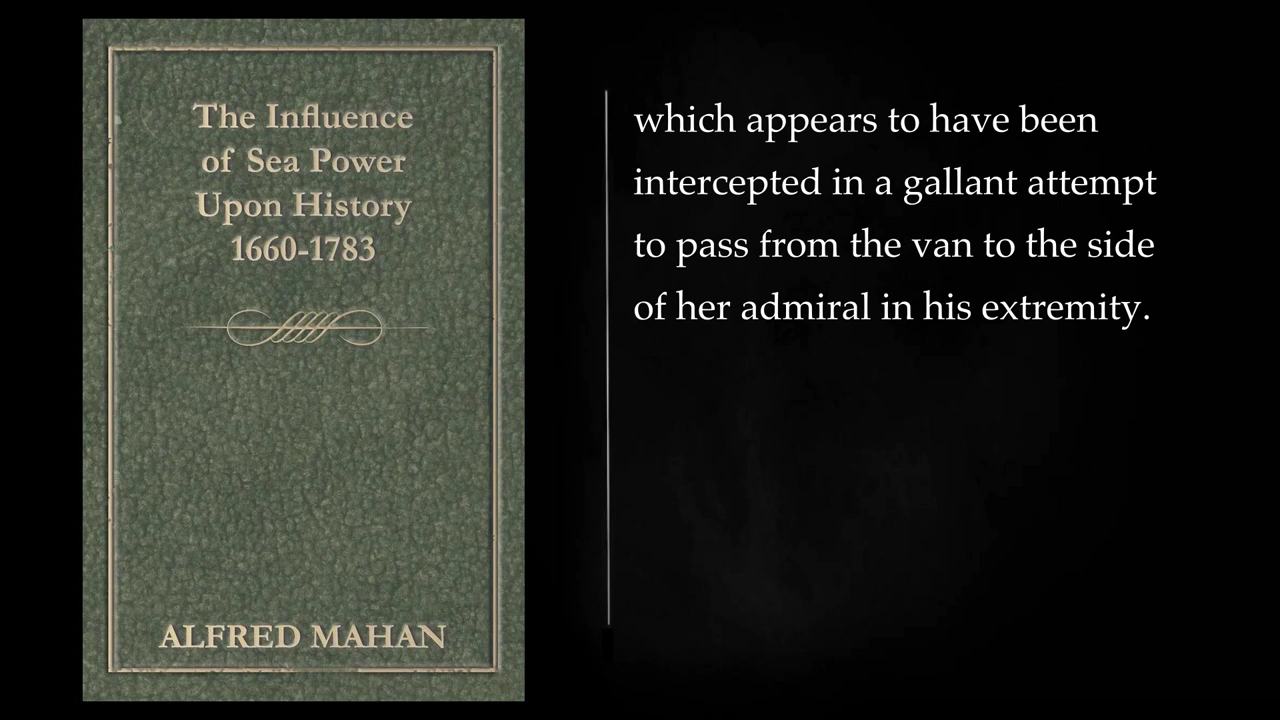 The Influence
of Sea Power
Upon History
1660-1783
ALFRED MAHAN
which appears to have been
intercepted in a gallant attempt
to pass from the van to the side
of her admiral in his extremity.